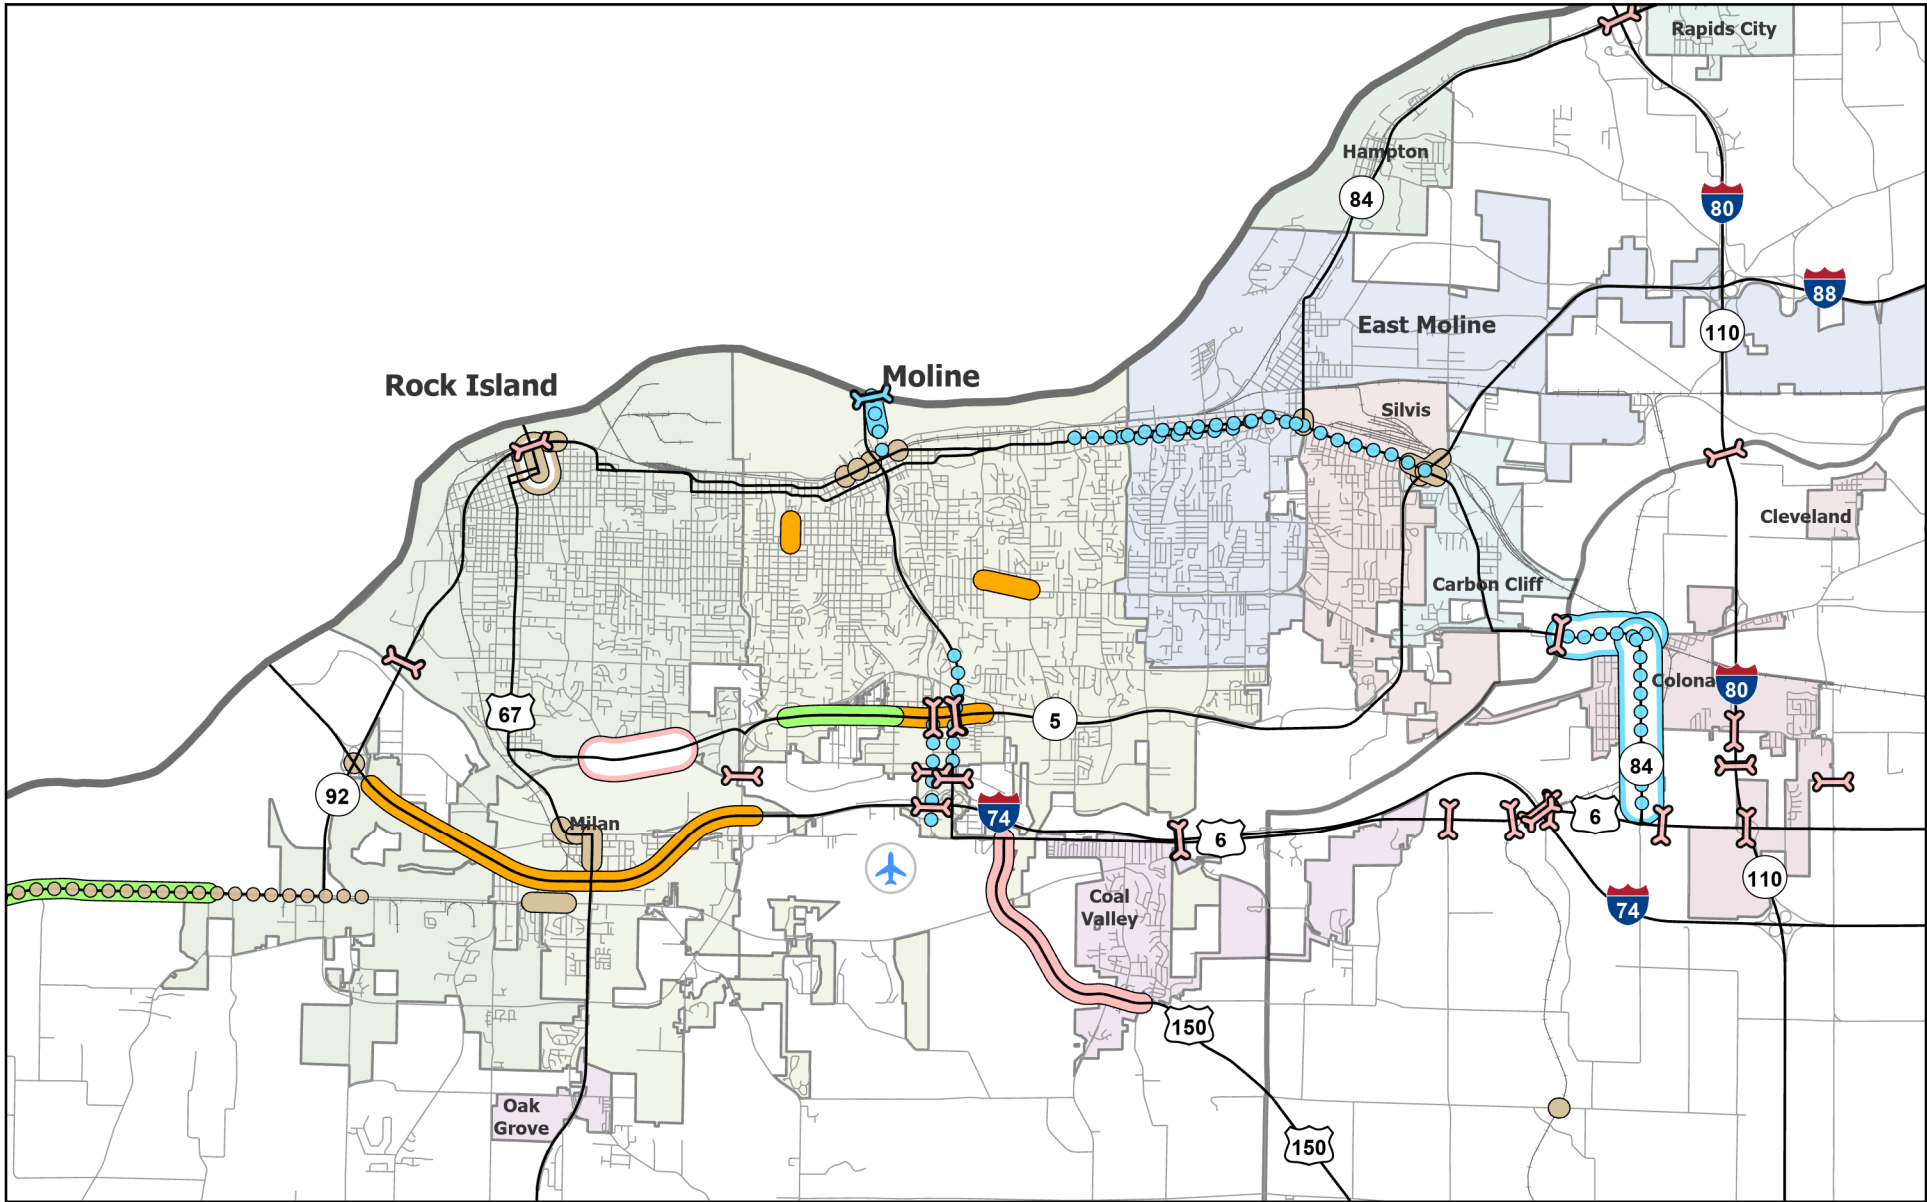 Rapids City
Hampton
84
80
88
East Moline
110
Rock Island
Moline
Silvis
Cleveland
Carbon Cliff
Colona
80
67
5
84
92
Milan
74
6
6
110
Coal
Valley
74
150
Oak
Grove
150